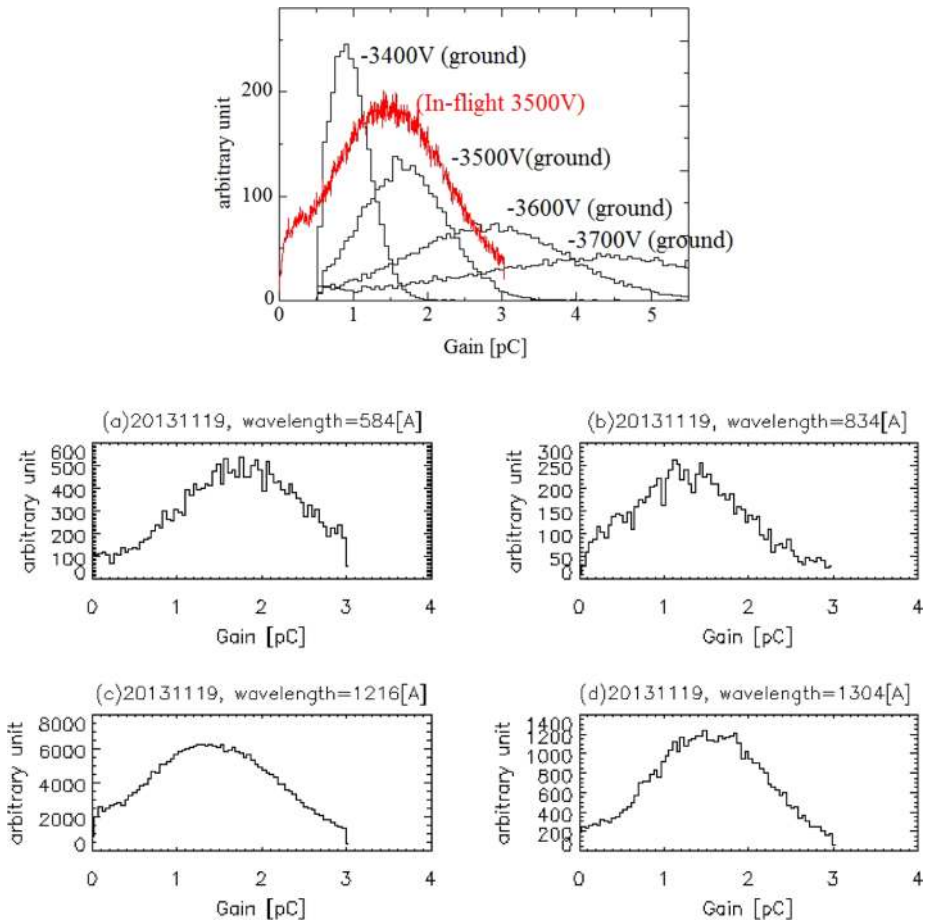 -3400V (ground)
(In-flight 3500V)
-3500V(ground)
-3600V (ground)
-3700V (ground)
arbitrary unit
200
100
0
0 1 2 3 4 5
Gain [pC]
(a)20131119, wavelength=584[A]
arbitrary unit
600
500
400
300
200
100
0
0 1 2 3 4
Gain [pC]
(b)20131119, wavelength=834[A]
arbitrary unit
300
250
200
150
100
50
0
0 1 2 3 4
Gain [pC]
(c)20131119, wavelength=1216[A]
arbitrary unit
8000
6000
4000
2000
0
0 1 2 3 4
Gain [pC]
(d)20131119, wavelength=1304[A]
arbitrary unit
1400
1200
1000
800
600
400
200
0
0 1 2 3 4
Gain [pC]